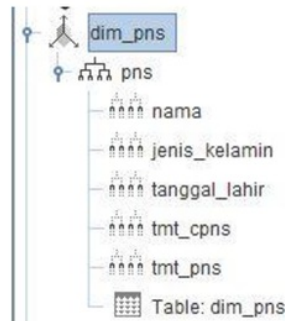 dim_pns
pns
nama
jenis_kelamin
tanggal_lahir
tmt_cpns
tmt_pns
Table: dim_pns